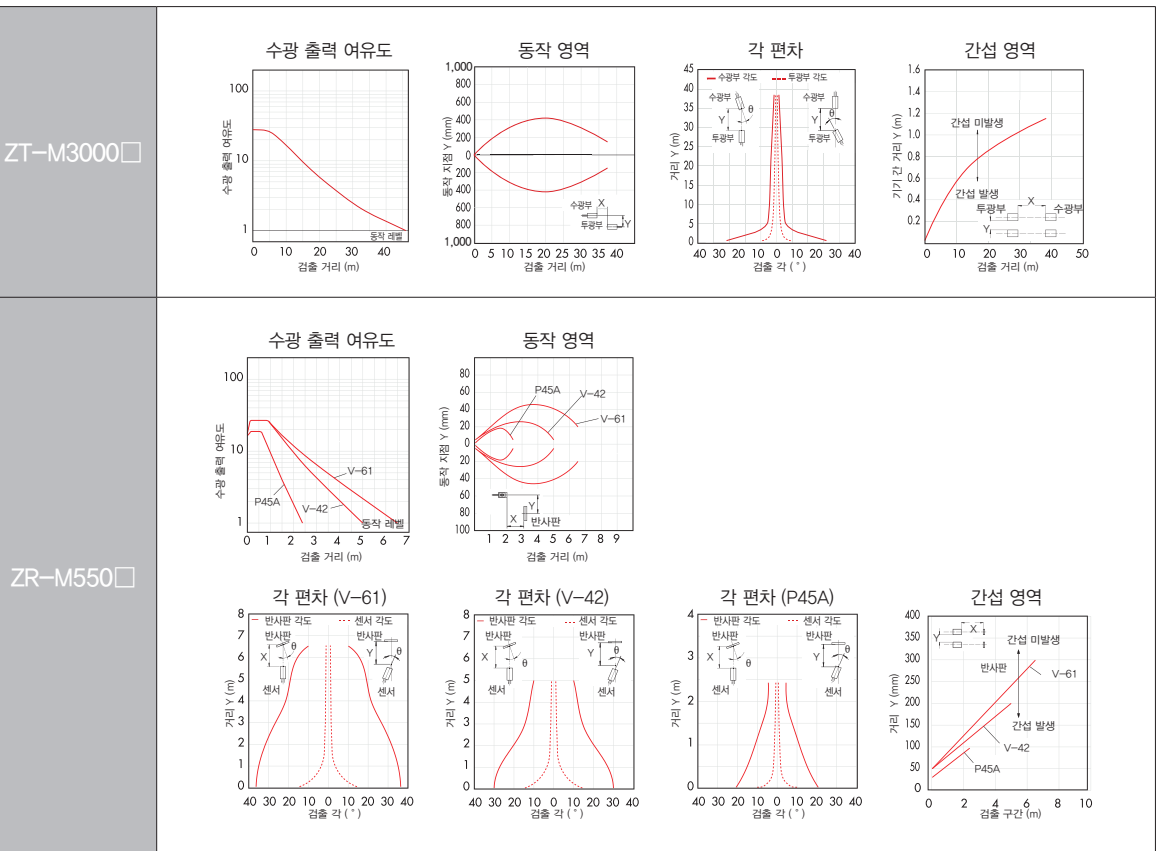 ZT-M3000□
수광 출력 여유도
수광 출력 여유도
100
10
1
동작 레벨
0 10 20 30 40
검출 거리 (m)
동작 영역
동작 지점 Y (mm)
1,000
800
600
400
200
0
200
400
600
800
1,000
수광부 X
투광부 Y
0 5 10 15 20 25 30 35 40
검출 거리 (m)
각 편차
거리 Y (m)
45
40
35
30
25
20
15
10
5
0
수광부 각도 투광부 각도
수광부 수광부
θ θ
Y Y
투광부 투광부
40 30 20 10 0 10 20 30 40
검출 각 ( ° )
간섭 영역
기기 간 거리 Y (m)
1.6
1.4
1.2
1.0
0.8
0.6
0.4
0.2
간섭 미발생
간섭 발생
투광부 X 수광부
Y
0 10 20 30 40 50
검출 거리 (m)
ZR-M550□
수광 출력 여유도
수광 출력 여유도
100
10
1
V-61
P45A
V-42
동작 레벨
0 1 2 3 4 5 6 7
검출 거리 (m)
동작 영역
동작 지점 Y (mm)
80
60
40
20
0
20
40
60
80
100
P45A
V-42
V-61
Y
X 반사판
1 2 3 4 5 6 7 8 9
검출 거리 (m)
각 편차 (V-61)
거리 Y (m)
8
7
6
5
4
3
2
1
0
반사판 각도 센서 각도
반사판 반사판
X θ Y θ
센서 센서
40 30 20 10 0 10 20 30 40
검출 각 ( ° )
각 편차 (V-42)
거리 Y (m)
8
7
6
5
4
3
2
1
0
반사판 각도 센서 각도
반사판 반사판
X θ Y θ
센서 센서
40 30 20 10 0 10 20 30 40
검출 각 ( ° )
각 편차 (P45A)
거리 Y (m)
4
3
2
1
0
반사판 각도 센서 각도
반사판 반사판
X θ Y θ
센서 센서
40 30 20 10 0 10 20 30 40
검출 각 ( ° )
간섭 영역
거리 Y (m)
400
350
300
250
200
150
100
50
0
X
Y
간섭 미발생
반사판
V-61
간섭 발생
V-42
P45A
0 2 4 6 8 10
검출 구간 (m)